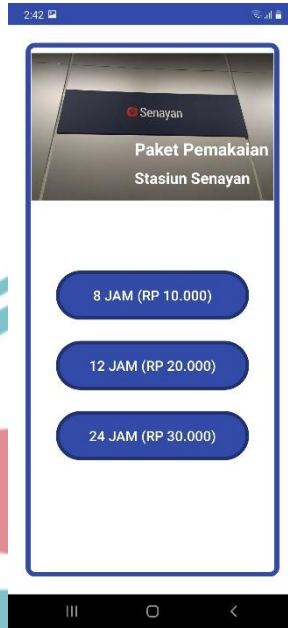 2:42
Senayan
Paket Pemakaian
Stasiun Senayan
8 JAM (RP 10.000)
12 JAM (RP 20.000)
24 JAM (RP 30.000)